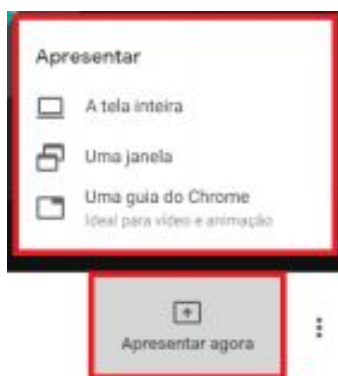 Apresentar
A tela inteira
Uma janela
Uma guia do Chrome
Ideal para vídeo e animação
Apresentar agora